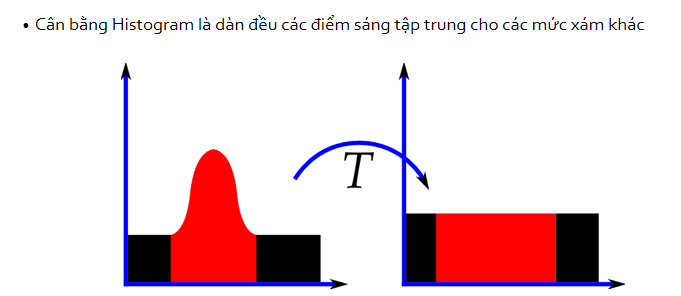 • Cân bằng Histogram là dàn đều các điểm sáng tập trung cho các mức xám khác
T